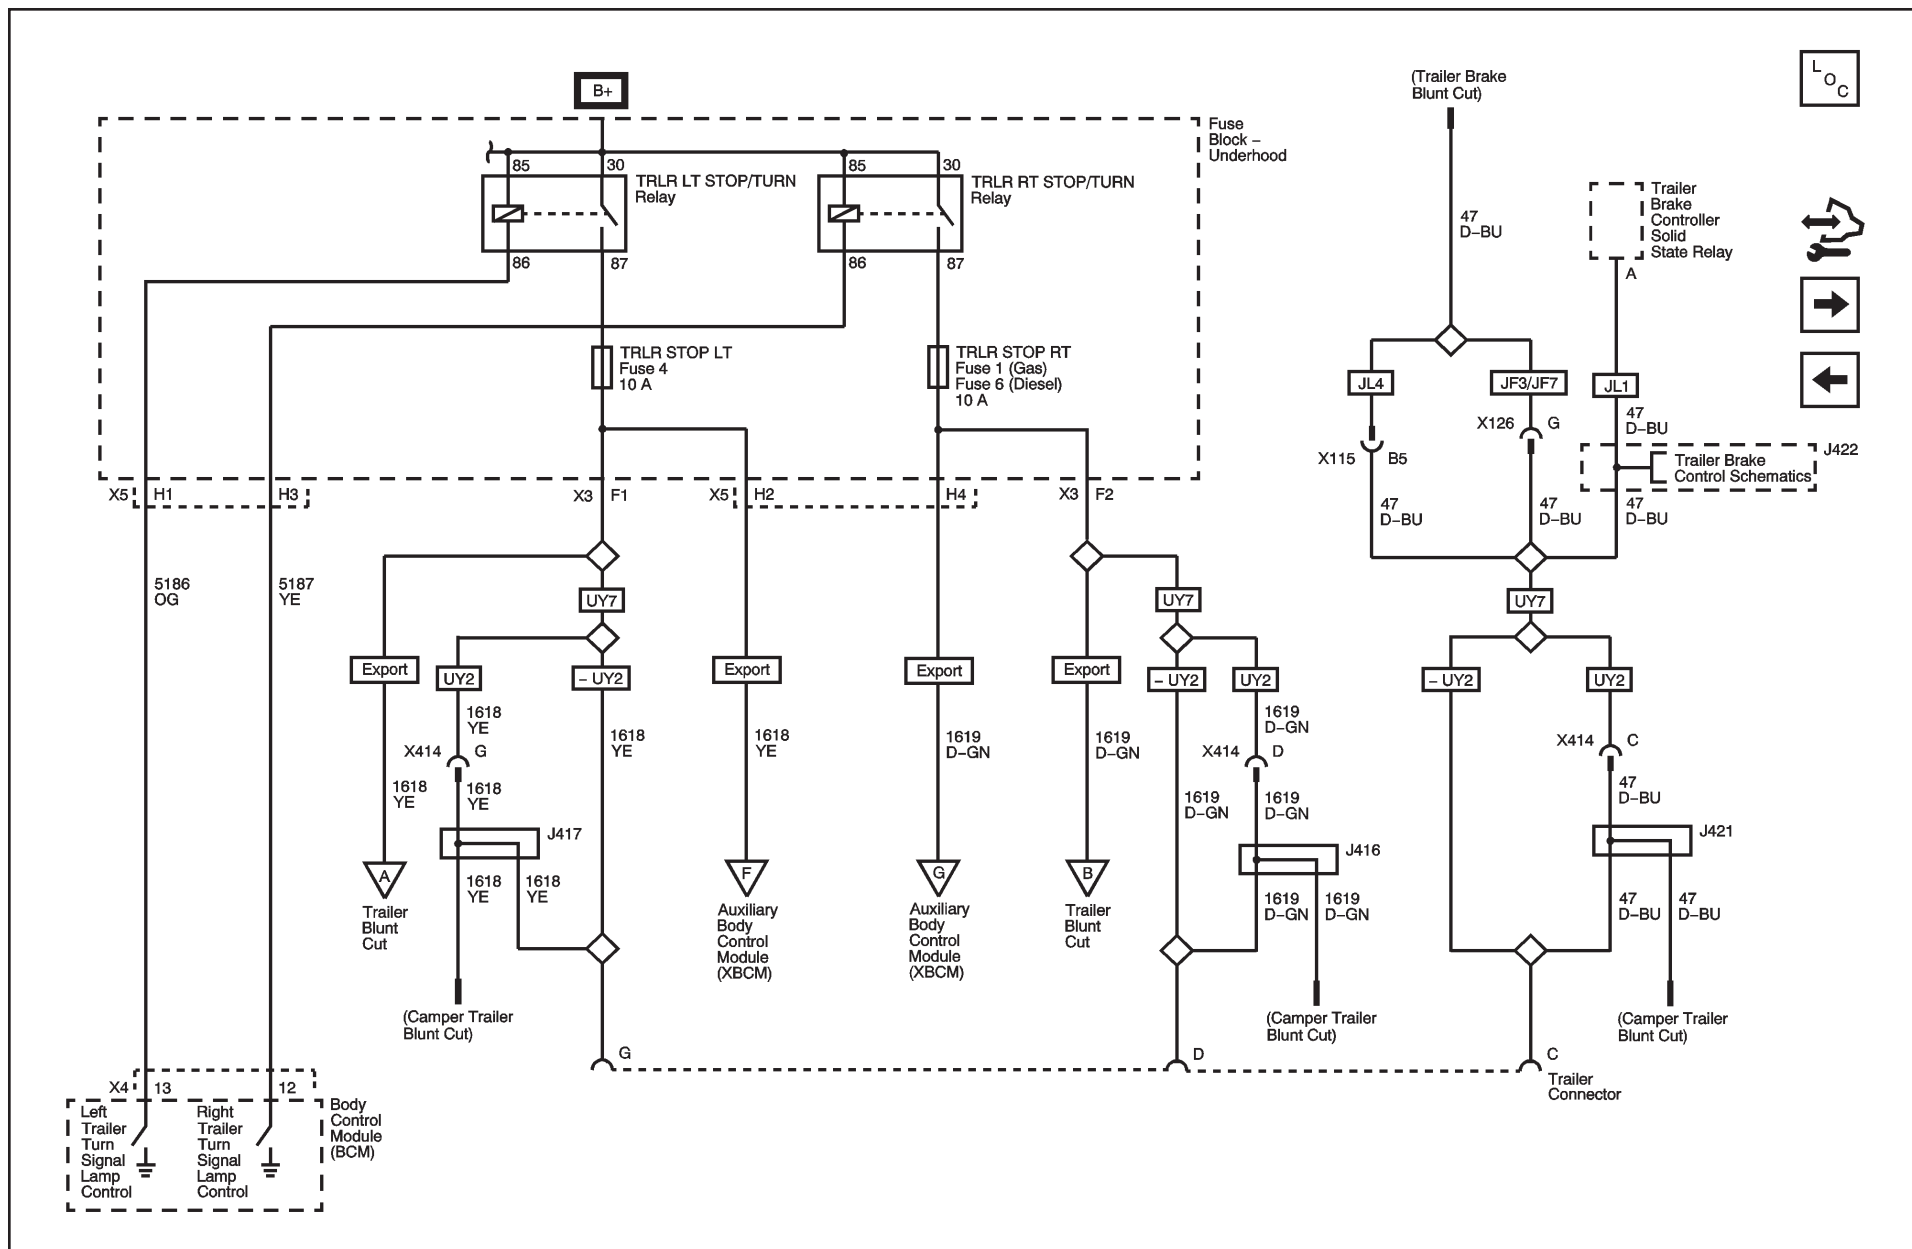 B+
L
O
C
(Trailer Brake
Blunt Cut)
Fuse
Block –
Underhood
85
30
TRLR LT STOP/TURN
Relay
86
87
85
30
TRLR RT STOP/TURN
Relay
86
87
47
D–BU
Trailer
Brake
Controller
Solid
State Relay
A
TRLR STOP LT
Fuse 4
10 A
TRLR STOP RT
Fuse 1 (Gas)
Fuse 6 (Diesel)
10 A
JL4
JF3/JF7
JL1
X126
G
47
D–BU
X115
B5
Trailer Brake
Control Schematics
J422
47
D–BU
47
D–BU
47
D–BU
X5
H1
H3
X3
F1
X5
H2
H4
X3
F2
5186
OG
5187
YE
UY7
UY7
UY7
Export
UY2
– UY2
Export
Export
Export
– UY2
UY2
– UY2
UY2
1618
YE
X414
G
1618
YE
1618
YE
1618
YE
1618
YE
1619
D–GN
1619
D–GN
1619
D–GN
X414
D
1619
D–GN
1619
D–GN
X414
C
47
D–BU
J417
J416
J421
1618
YE
1618
YE
1619
D–GN
1619
D–GN
47
D–BU
47
D–BU
A
Trailer
Blunt
Cut
F
Auxiliary
Body
Control
Module
(XBCM)
G
Auxiliary
Body
Control
Module
(XBCM)
B
Trailer
Blunt
Cut
(Camper Trailer
Blunt Cut)
(Camper Trailer
Blunt Cut)
(Camper Trailer
Blunt Cut)
G
D
C
Trailer
Connector
X4
13
12
Left
Trailer
Turn
Signal
Lamp
Control
Right
Trailer
Turn
Signal
Lamp
Control
Body
Control
Module
(BCM)